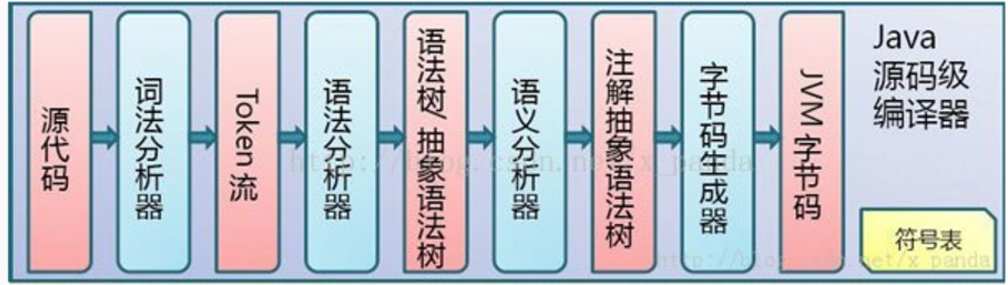 源代码
词法分析器
Token 流
语法分析器
语法树/抽象语法树
语义分析器
注解抽象语法树
字节码生成器
JVM 字节码
Java
源码级
编译器
符号表
http://blog.csdn.net/x_panda
http://blog.csdn.net/x_panda